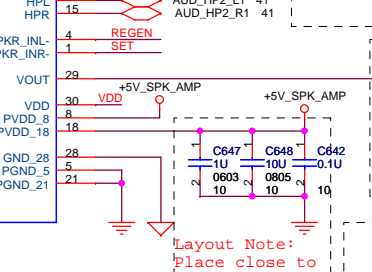 HPL AUD_HP2_L1 41
HPR 15 AUD_HP2_R1 41
PKR_INL- 4 REGEN
PKR_INR- 1 SET
VOUT 29
+5V_SPK_AMP +5V_SPK_AMP
VDD 30 VDD
PVDD_8 8
PVDD_18 18
GND_28 28
PGND_5 5
PGND_21 21
1 C647 1 C648 1 C642
1U 10U 0.1U
0603 0805
2 10 2 10 2 10
Layout Note:
Place close to